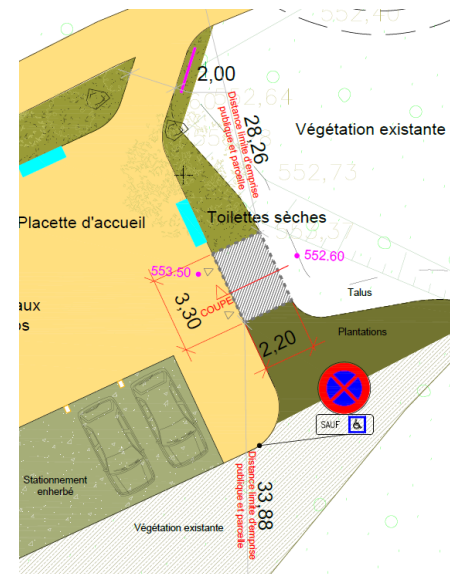 552,40
2,00
552,64
Distance limite d'emprise
publique et parcelle
28,26
Végétation existante
552,73
Placette d'accueil
Toilettes sèches
553.50
552.60
Talus
aux
os
3,30
COUPE
2,20
Plantations
SAUF
Stationnement
enherbé
Végétation existante
Distance limite d'emprise
publique et parcelle
33,88